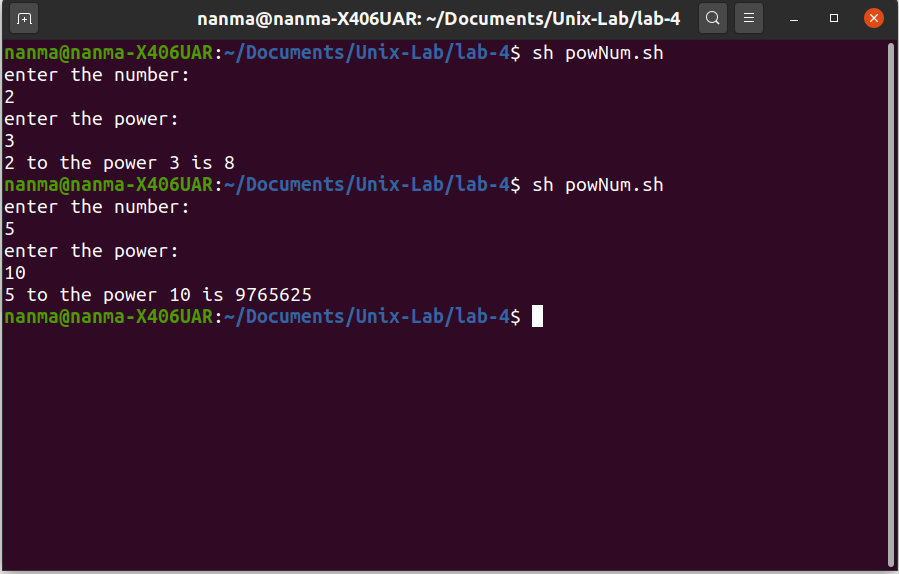 nanma@nanma-X406UAR: ~/Documents/Unix-Lab/lab-4
nanma@nanma-X406UAR:~/Documents/Unix-Lab/lab-4$ sh powNum.sh
enter the number:
2
enter the power:
3
2 to the power 3 is 8
nanma@nanma-X406UAR:~/Documents/Unix-Lab/lab-4$ sh powNum.sh
enter the number:
5
enter the power:
10
5 to the power 10 is 9765625
nanma@nanma-X406UAR:~/Documents/Unix-Lab/lab-4$